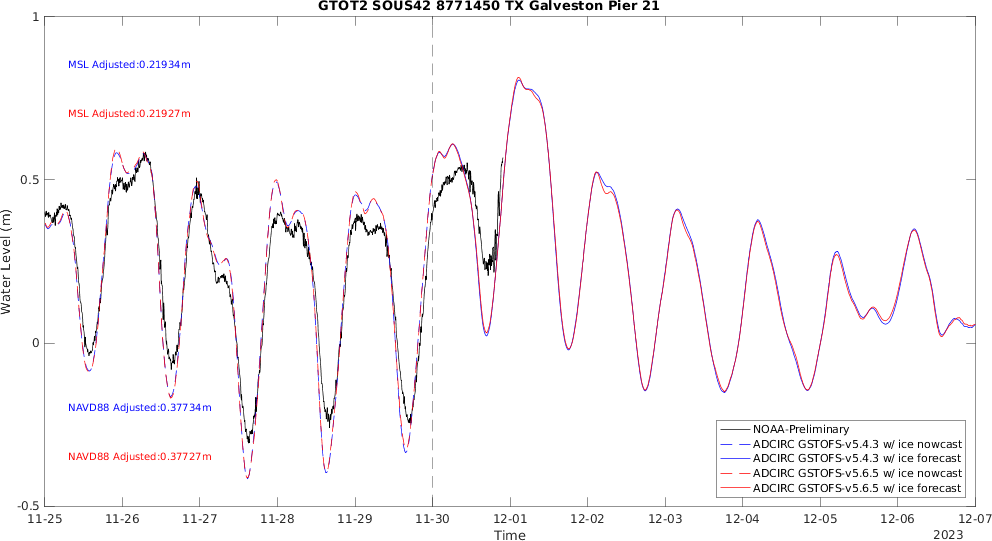 GTOT2 SOUS42 8771450 TX Galveston Pier 21
1
MSL Adjusted:0.21934m
MSL Adjusted:0.21927m
0.5
Water Level (m)
0
NAVD88 Adjusted:0.37734m
NAVD88 Adjusted:0.37727m
NOAA-Preliminary
ADCIRC GSTOFS-v5.4.3 w/ ice nowcast
ADCIRC GSTOFS-v5.4.3 w/ ice forecast
ADCIRC GSTOFS-v5.6.5 w/ ice nowcast
ADCIRC GSTOFS-v5.6.5 w/ ice forecast
-0.5
11-25 11-26 11-27 11-28 11-29 11-30 12-01 12-02 12-03 12-04 12-05 12-06 12-07
Time
2023